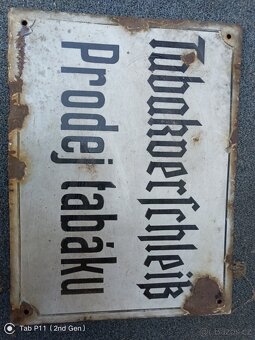 Tabakverſchleiß
Prodej tabáku
Tab P11 ( 2nd Gen )